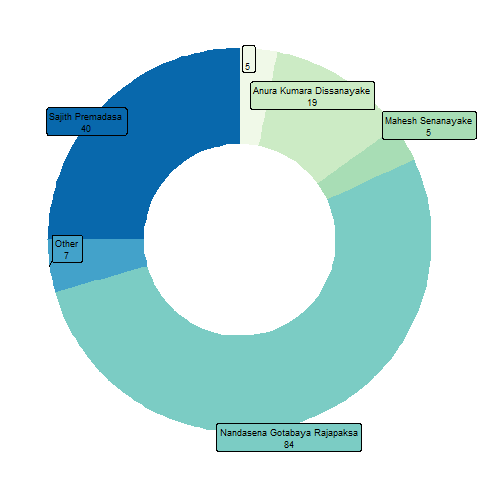 5
Anura Kumara Dissanayake
19
Mahesh Senanayake
5
Sajith Premadasa
40
Other
7
Nandasena Gotabaya Rajapaksa
84